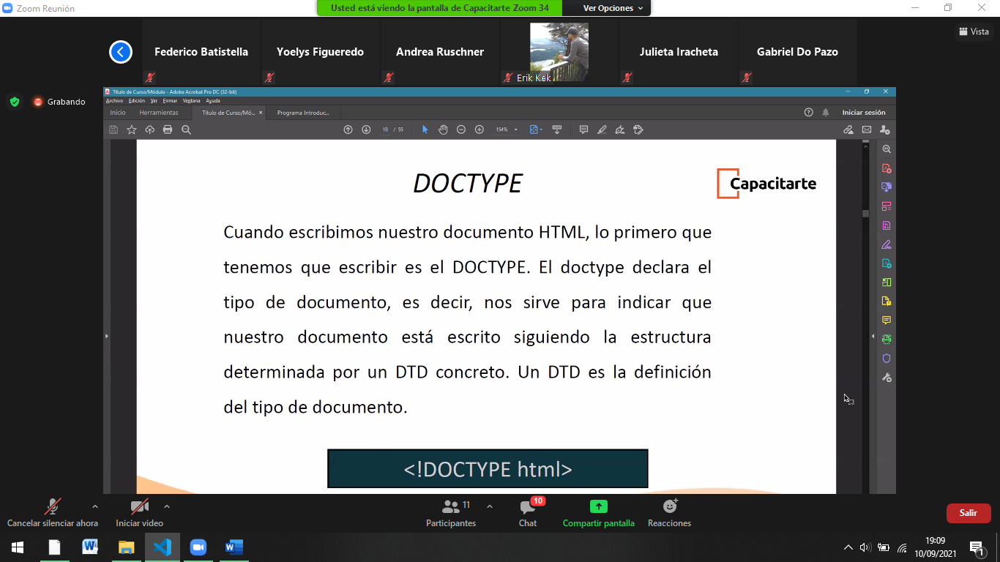 Zoom Reunión
Usted está viendo la pantalla de Capacitarte Zoom 34
Ver Opciones
Vista
Federico Batistella
Yoelys Figueredo
Andrea Ruschner
Erik Kek
Julieta Iracheta
Gabriel Do Pazo
Grabando
Título de Curso/Módulo - Adobe Acrobat Pro DC (32-bit)
Archivo Edición Ver Firmar Ventana Ayuda
Inicio Herramientas Título de Curso/Mó... × Programa Introduc... Iniciar sesión
10 / 55 154%
DOCTYPE
Capacitarte
Cuando escribimos nuestro documento HTML, lo primero que
tenemos que escribir es el DOCTYPE. El doctype declara el
tipo de documento, es decir, nos sirve para indicar que
nuestro documento está escrito siguiendo la estructura
determinada por un DTD concreto. Un DTD es la definición
del tipo de documento.
<!DOCTYPE html>
Cancelar silenciar ahora
Iniciar video
11
Participantes
10
Chat
Compartir pantalla
Reacciones
Salir
19:09
10/09/2021
1